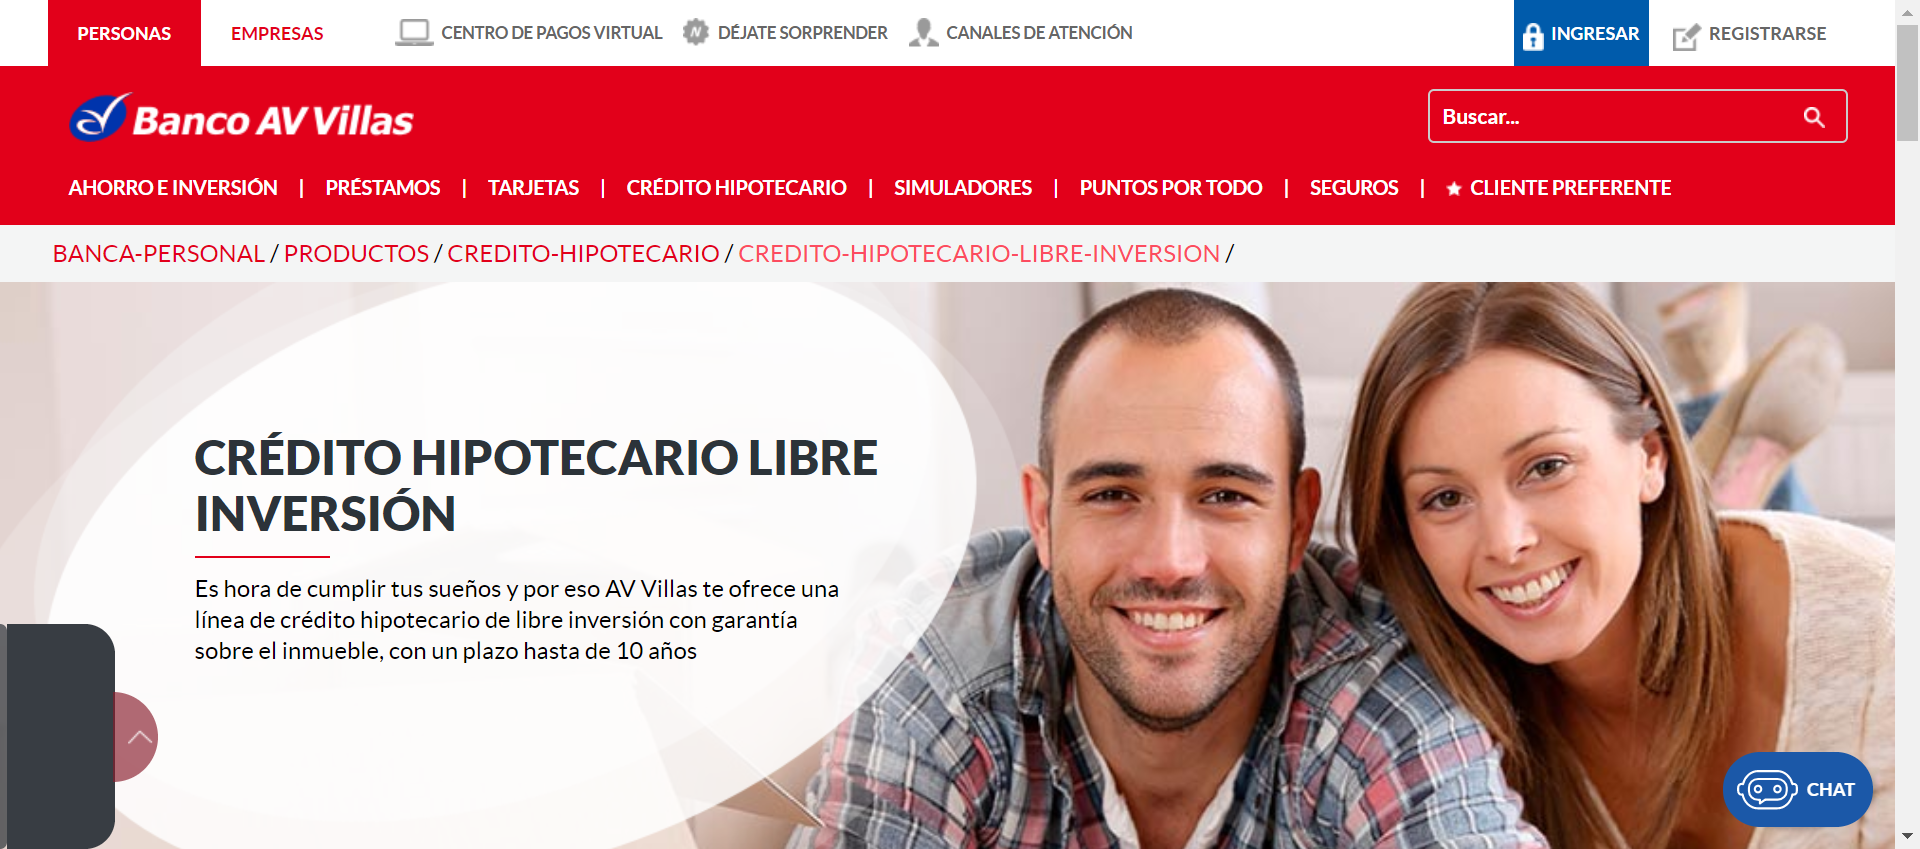 PERSONAS EMPRESAS CENTRO DE PAGOS VIRTUAL DÉJATE SORPRENDER CANALES DE ATENCIÓN INGRESAR REGISTRARSE
Banco AV Villas Buscar...
AHORRO E INVERSIÓN | PRÉSTAMOS | TARJETAS | CRÉDITO HIPOTECARIO | SIMULADORES | PUNTOS POR TODO | SEGUROS | CLIENTE PREFERENTE
BANCA-PERSONAL / PRODUCTOS / CREDITO-HIPOTECARIO / CREDITO-HIPOTECARIO-LIBRE-INVERSION /
CRÉDITO HIPOTECARIO LIBRE
INVERSIÓN
Es hora de cumplir tus sueños y por eso AV Villas te ofrece una
línea de crédito hipotecario de libre inversión con garantía
sobre el inmueble, con un plazo hasta de 10 años
CHAT